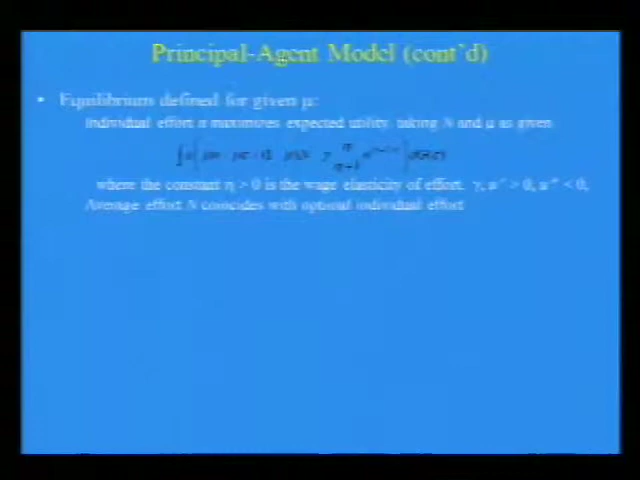 Principal-Agent Model (cont'd)
• Equilibrium defined for given μ:
Individual effort n maximizes expected utility, taking N and μ as given
where the constant η > 0 is the wage elasticity of effort, γ, u' > 0, u'' < 0,
Average effort N coincides with optimal individual effort